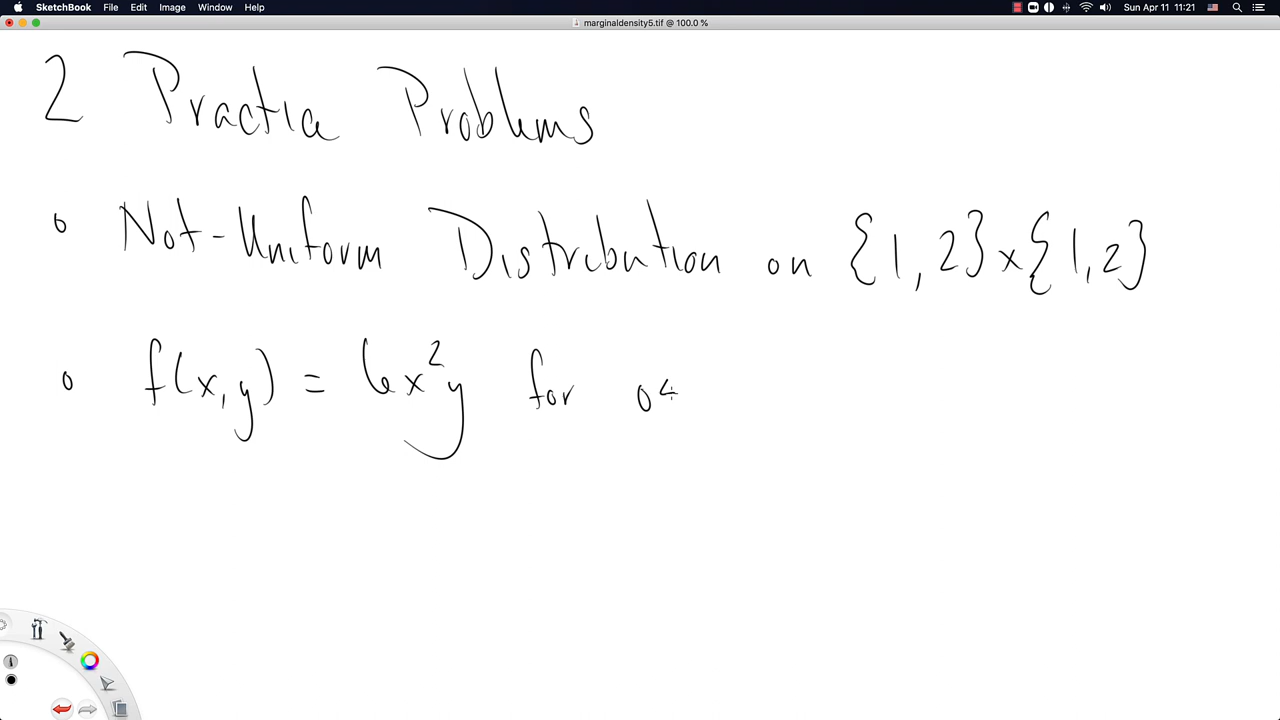 SketchBook File Edit Image Window Help Sun Apr 11 11:21
marginaldensity5.tif @ 100.0 %
2 Practice Problems
Not-Uniform Distribution on {1, 2} x {1, 2}
f(x, y) = 6x²y for 0≤